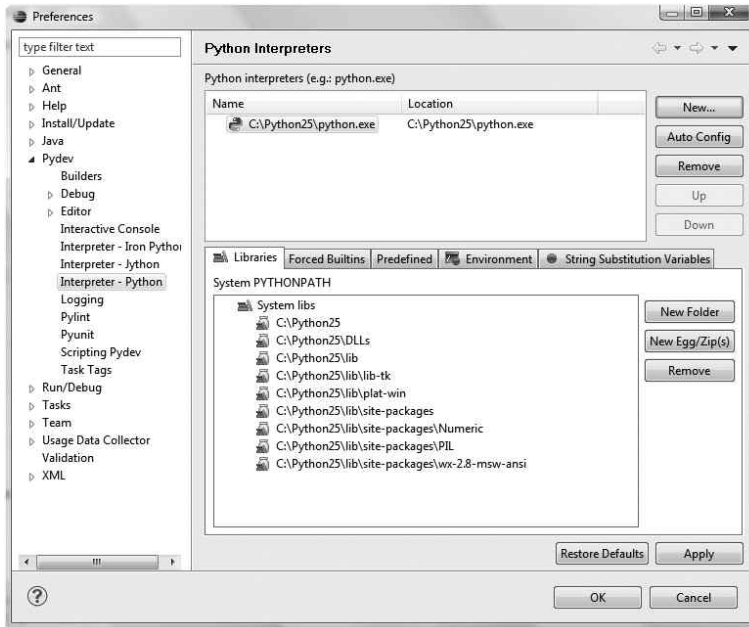 Preferences
type filter text
General
Ant
Help
Install/Update
Java
Pydev
Builders
Debug
Editor
Interactive Console
Interpreter - Iron Pytho
Interpreter - Jython
Interpreter - Python
Logging
Pylint
Pyunit
Scripting Pydev
Task Tags
Run/Debug
Tasks
Team
Usage Data Collector
Validation
XML
Python Interpreters
Python interpreters (e.g.: python.exe)
Name Location
C:\Python25\python.exe C:\Python25\python.exe
New...
Auto Config
Remove
Up
Down
Libraries Forced Builtins Predefined Environment String Substitution Variables
System PYTHONPATH
System libs
C:\Python25
C:\Python25\DLLs
C:\Python25\lib
C:\Python25\lib\lib-tk
C:\Python25\lib\plat-win
C:\Python25\lib\site-packages
C:\Python25\lib\site-packages\Numeric
C:\Python25\lib\site-packages\PIL
C:\Python25\lib\site-packages\wx-2.8-msw-ansi
New Folder
New Egg/Zip(s)
Remove
Restore Defaults Apply
OK Cancel